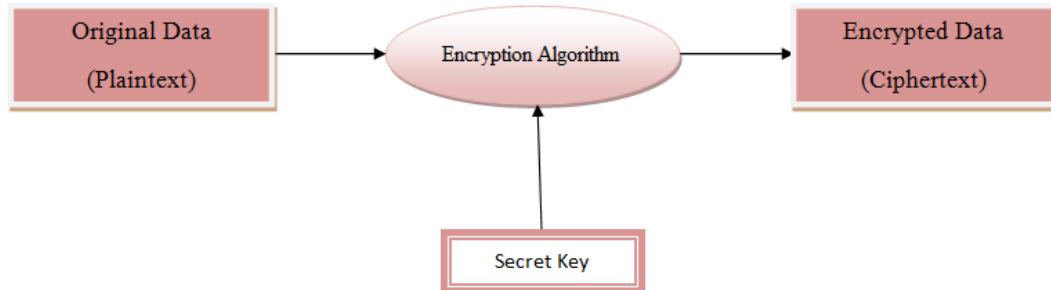 Original Data
(Plaintext)
Encryption Algorithm
Encrypted Data
(Ciphertext)
Secret Key